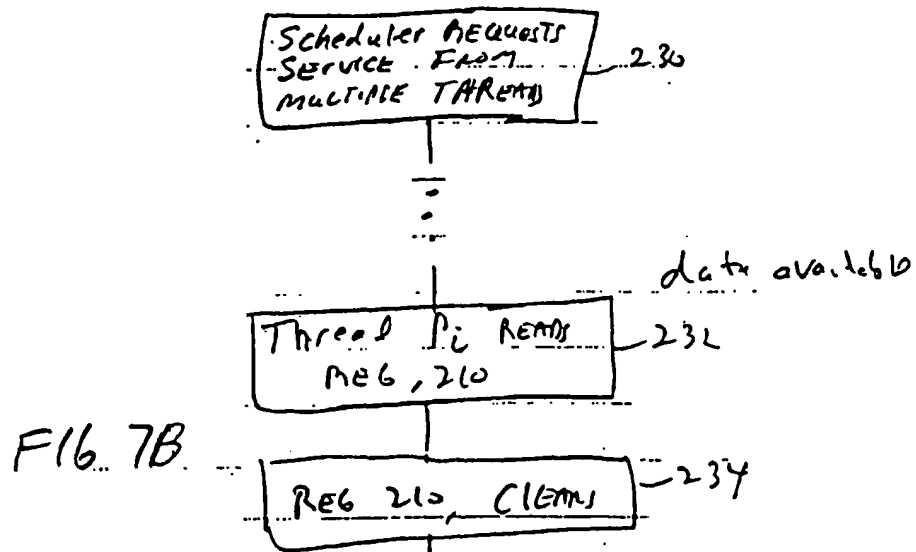 Scheduler REQUESTS
SERVICE FROM
MULTIPLE THREADS
230
data available
Thread Pi READS
REG, 210
232
FIG. 7B
REG 210, CLEARS
234